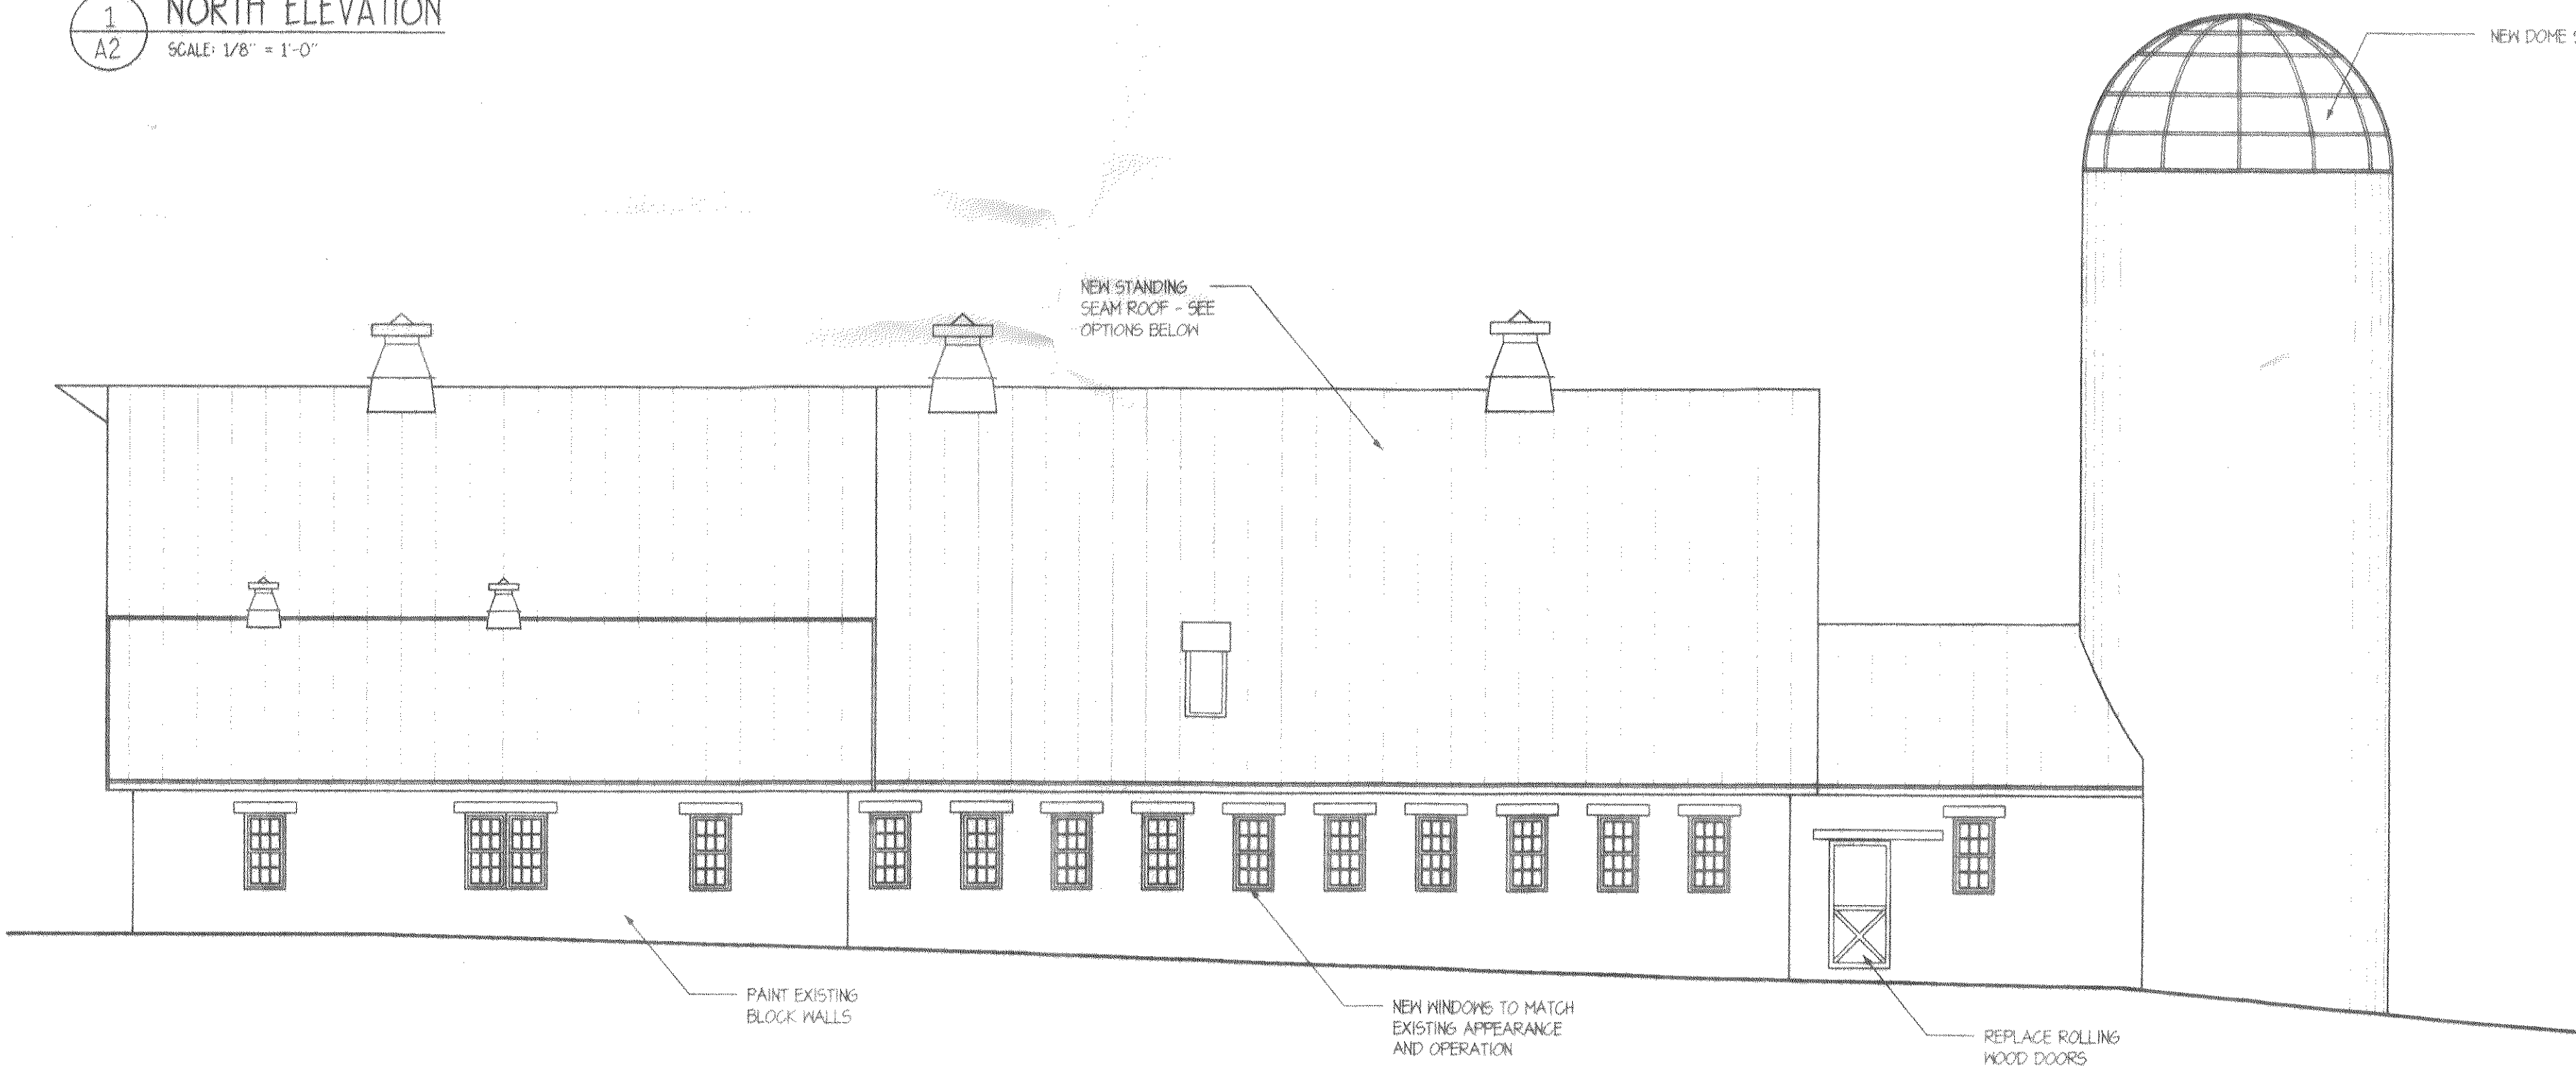 1
A2
NORTH ELEVATION
SCALE: 1/8" = 1'-0"
NEW DOME
NEW STANDING
SEAM ROOF - SEE
OPTIONS BELOW
PAINT EXISTING
BLOCK WALLS
NEW WINDOWS TO MATCH
EXISTING APPEARANCE
AND OPERATION
REPLACE ROLLING
WOOD DOORS